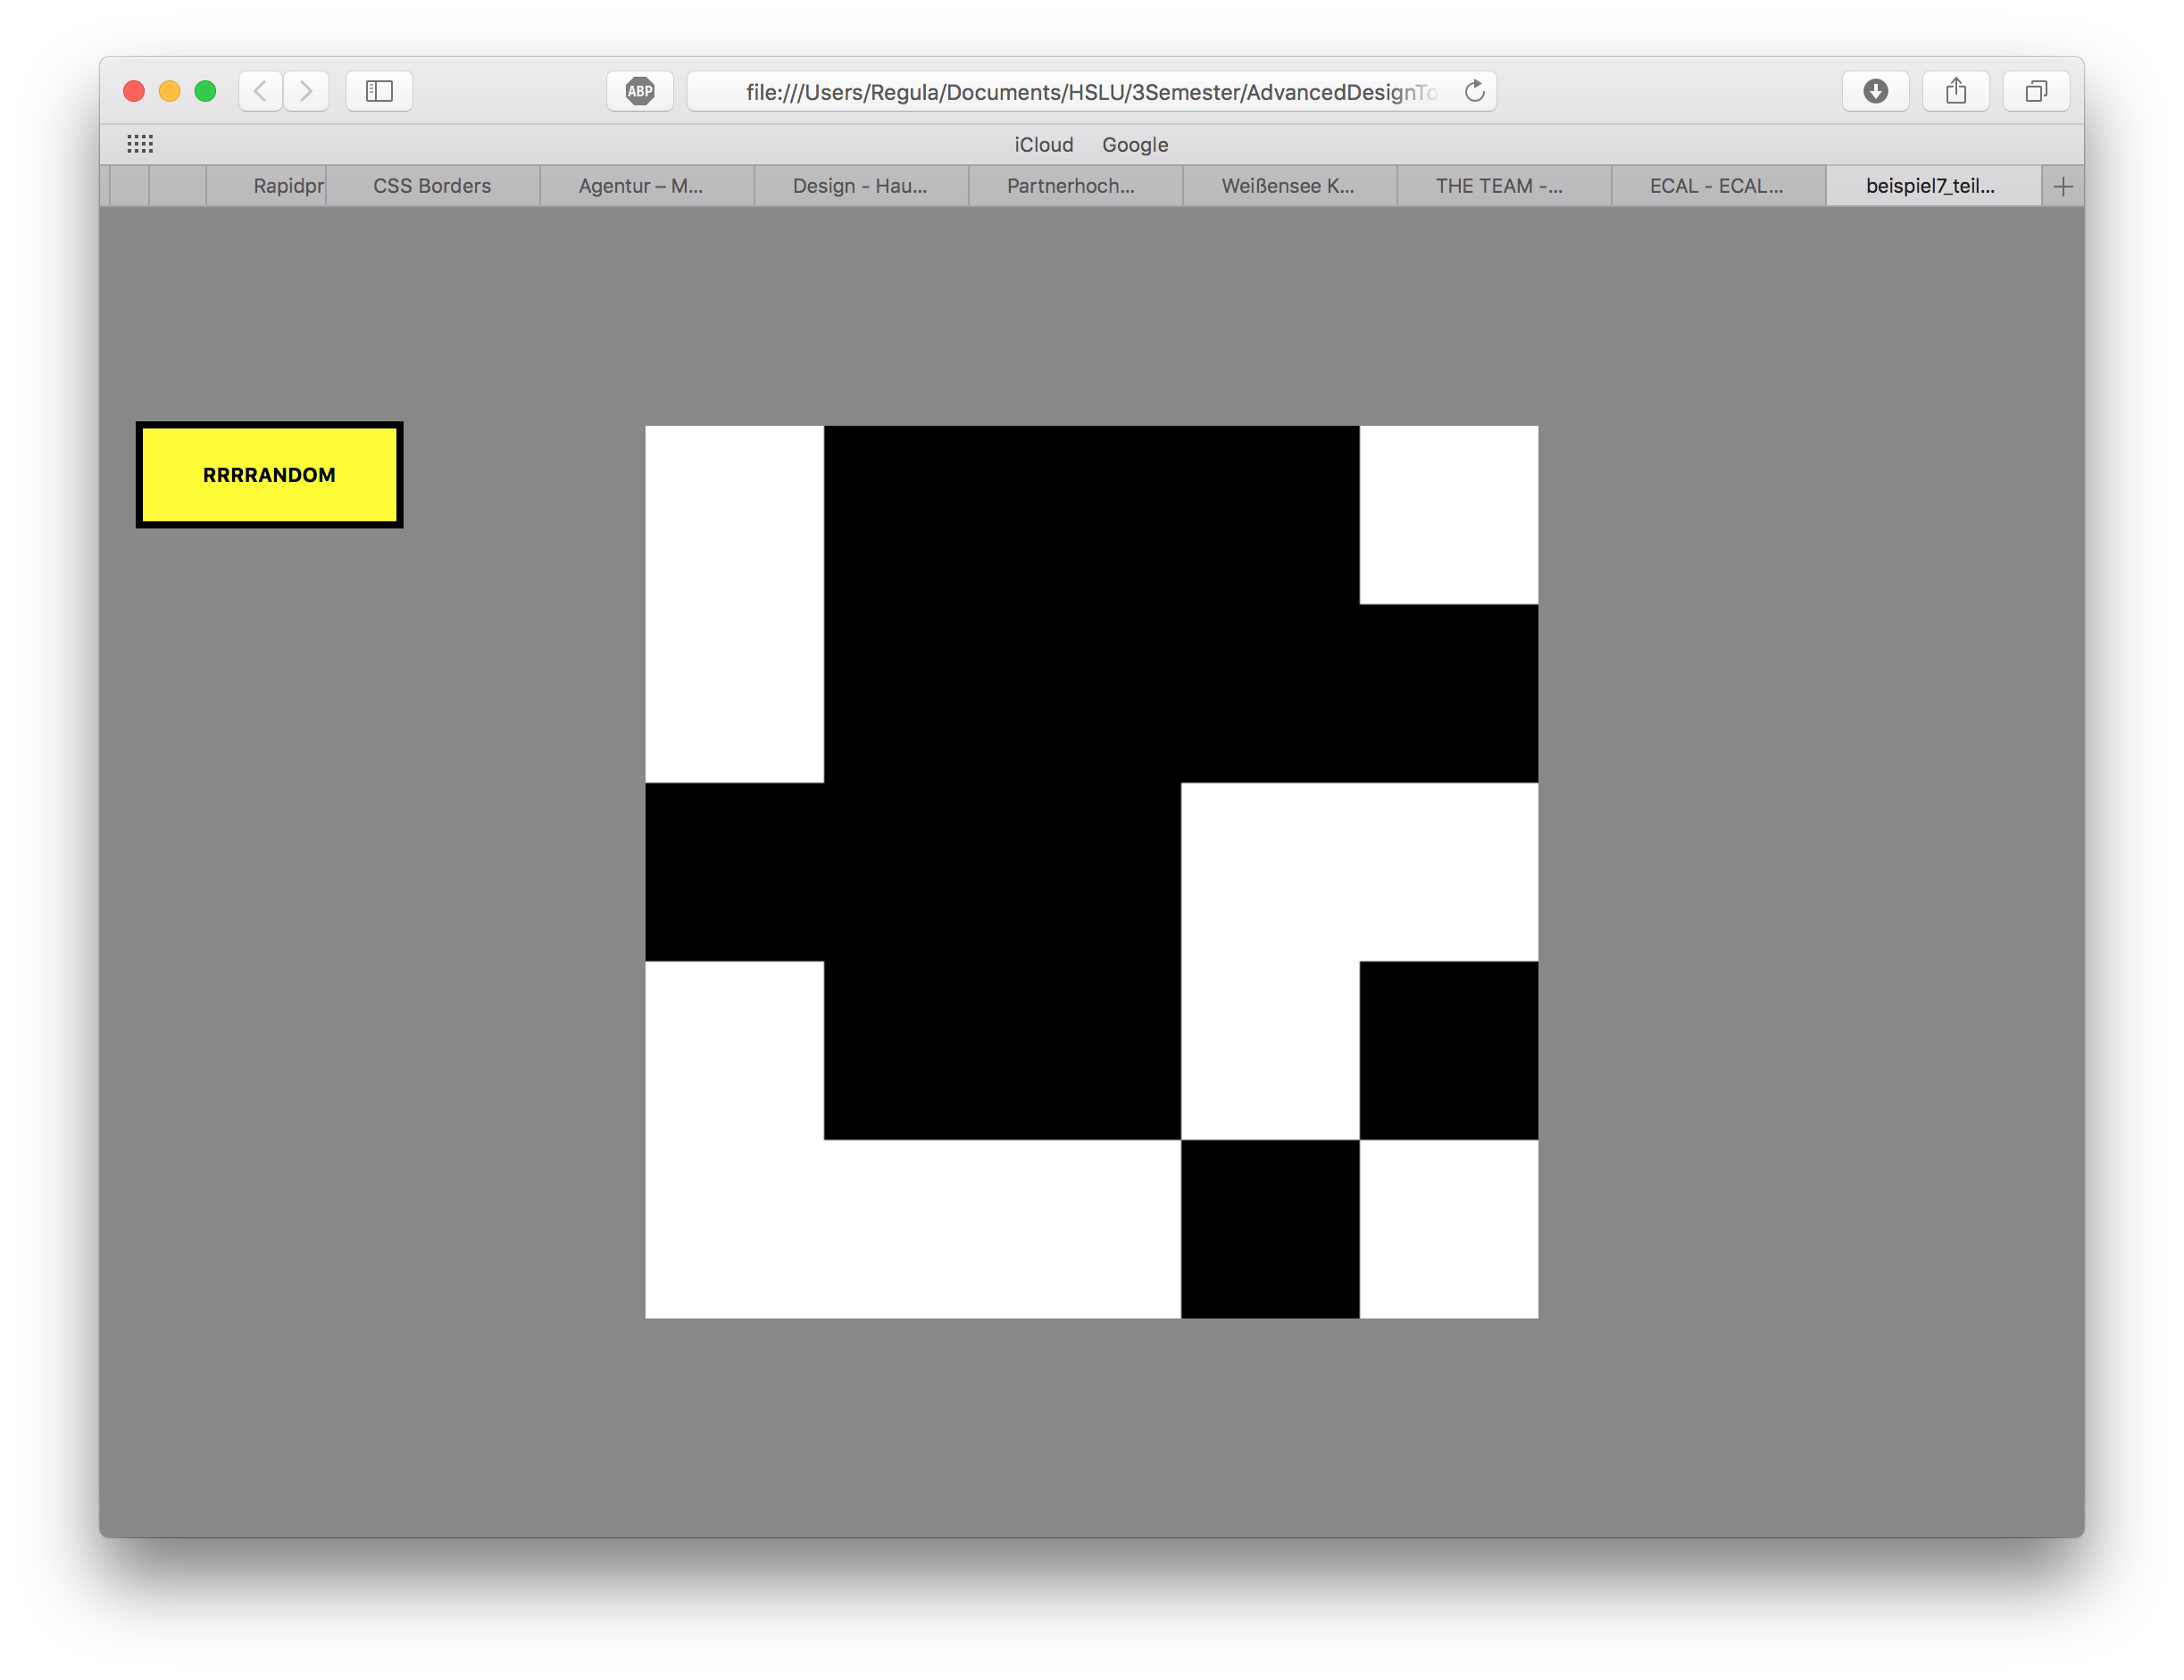 ABP
file:///Users/Regula/Documents/HSLU/3Semester/AdvancedDesignTo
iCloud Google
Rapidpr CSS Borders Agentur – M... Design - Hau... Partnerhoch... Weißensee K... THE TEAM -... ECAL - ECAL... beispiel7_teil...
RRRRANDOM